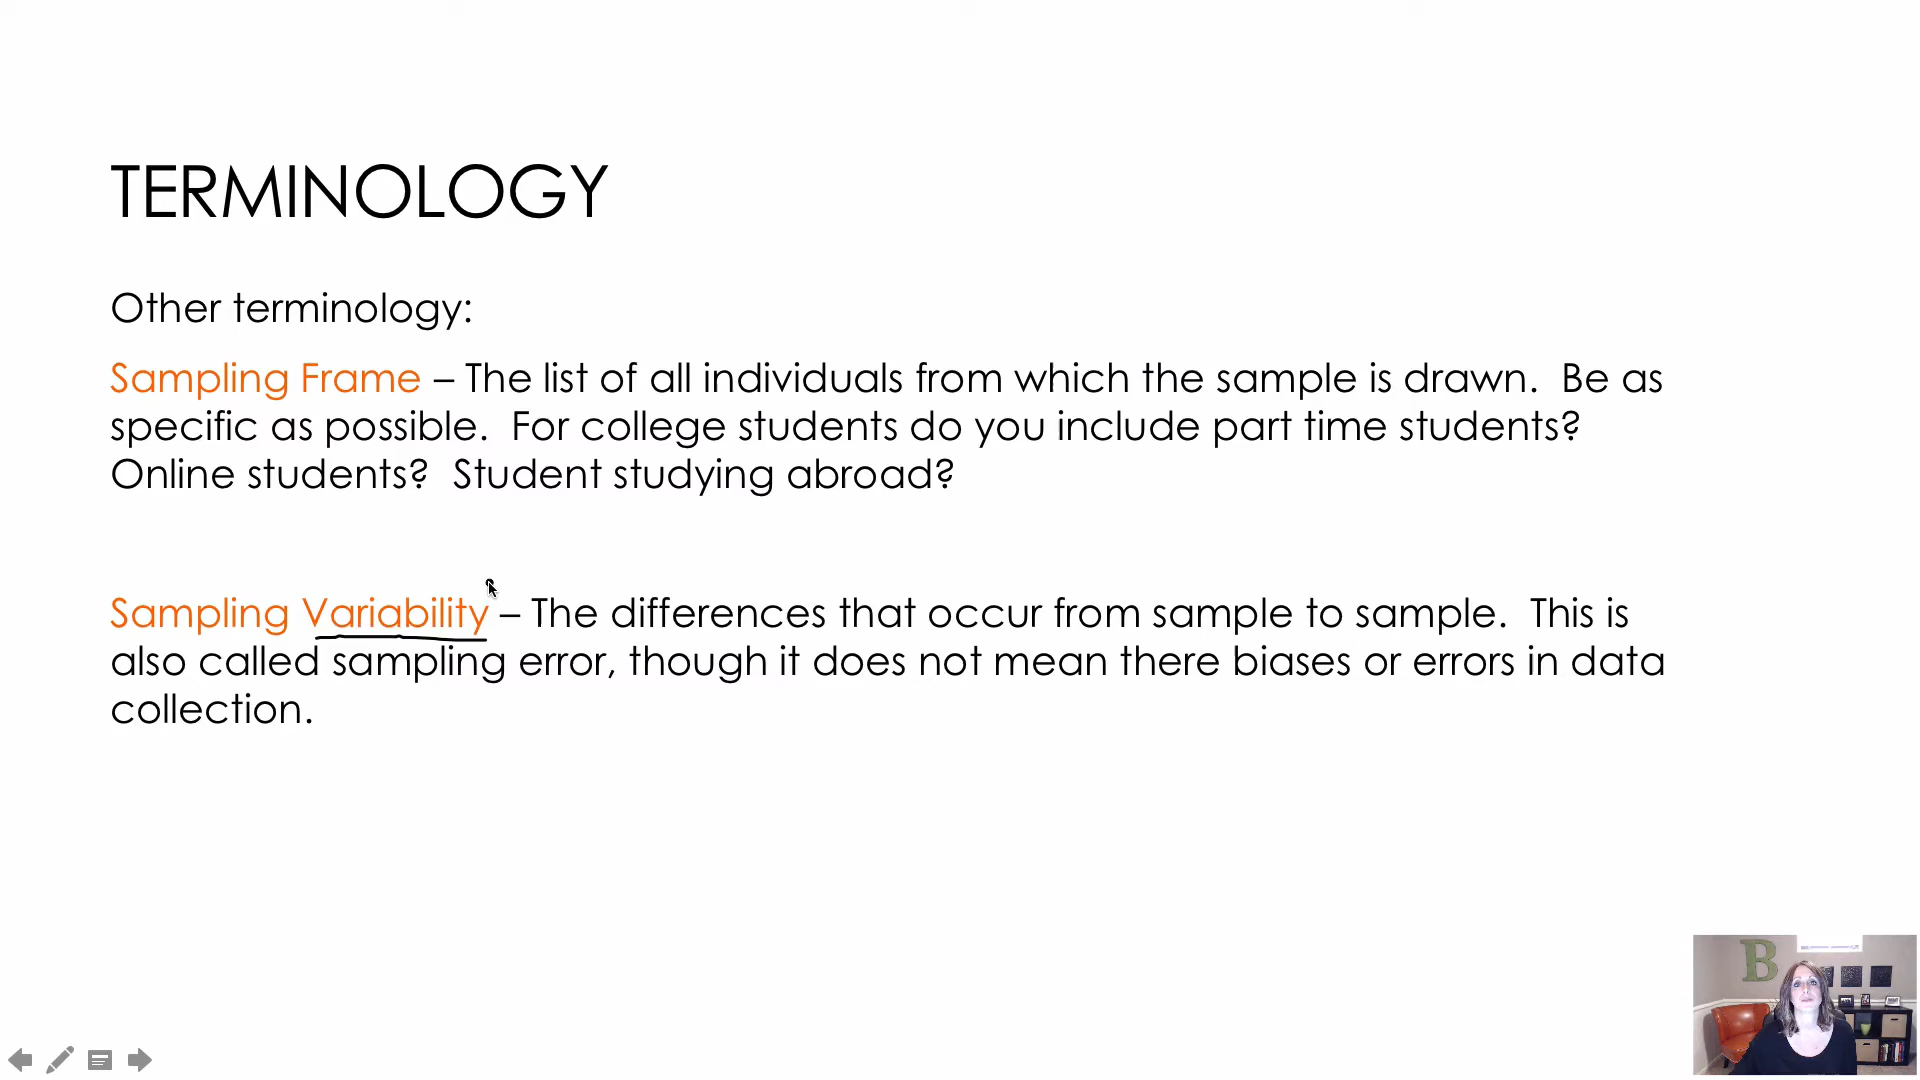 TERMINOLOGY
Other terminology:
Sampling Frame – The list of all individuals from which the sample is drawn.  Be as
specific as possible.  For college students do you include part time students?
Online students?  Student studying abroad?
Sampling Variability – The differences that occur from sample to sample.  This is
also called sampling error, though it does not mean there biases or errors in data
collection.
B